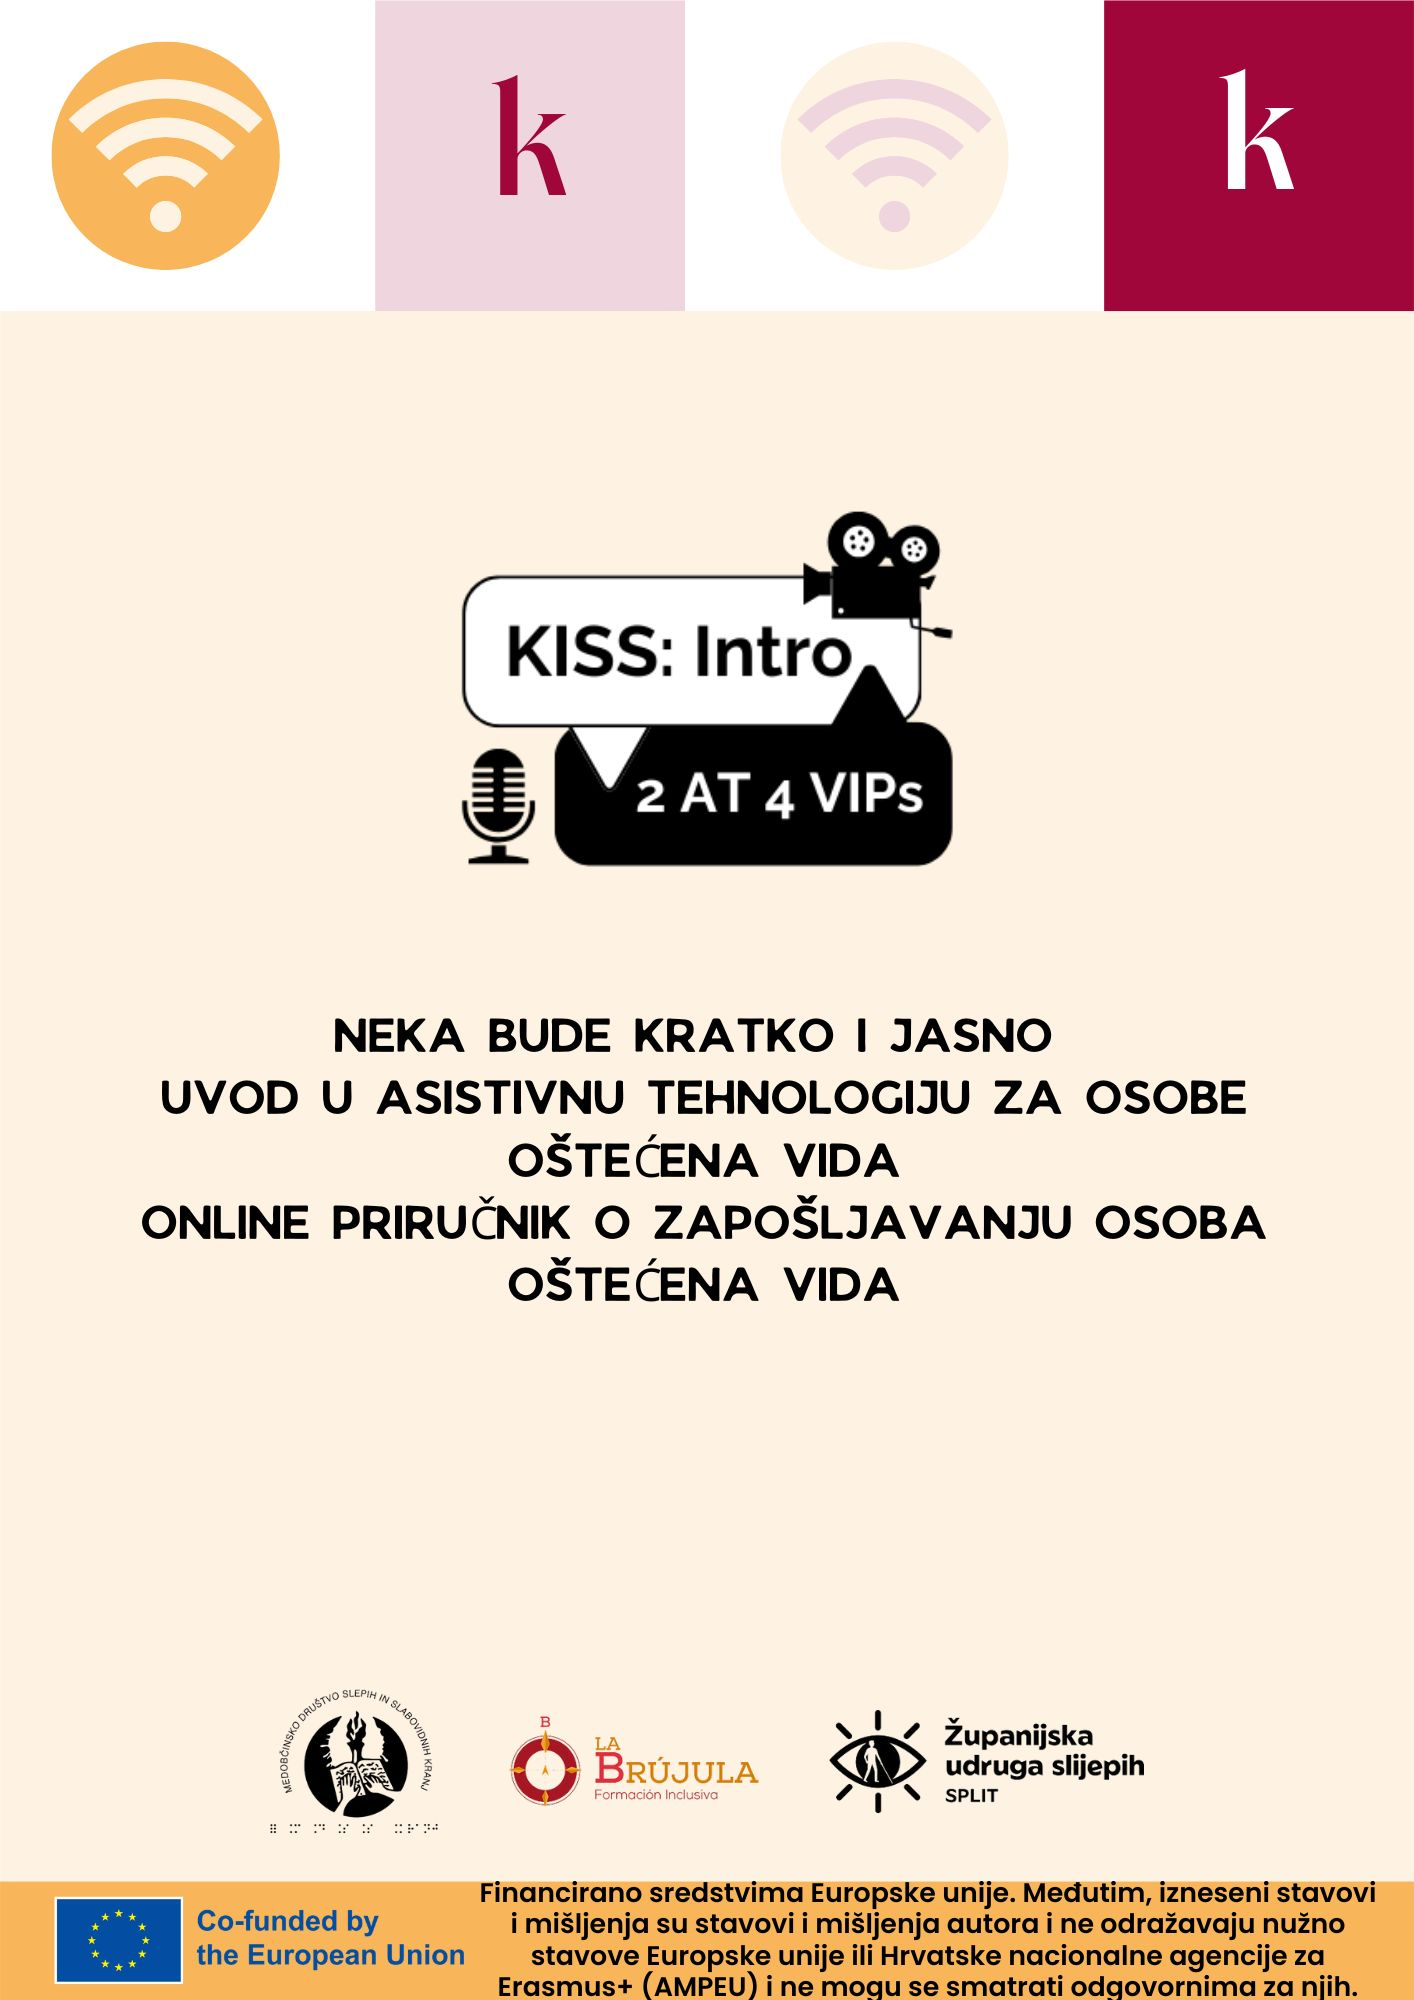 k
k
KISS: Intro
2 AT 4 VIPs
NEKA BUDE KRATKO I JASNO
UVOD U ASISTIVNU TEHNOLOGIJU ZA OSOBE
OŠTEĆENA VIDA
ONLINE PRIRUČNIK O ZAPOŠLJAVANJU OSOBA
OŠTEĆENA VIDA
MEDOBČINSKO DRUŠTVO SLEPIH IN SLABOVIDNIH KRANJ
B
LA
BRÚJULA
Formación Inclusiva
Županijska
udruga slijepih
SPLIT
Co-funded by
the European Union
Financirano sredstvima Europske unije. Međutim, izneseni stavovi
i mišljenja su stavovi i mišljenja autora i ne odražavaju nužno
stavove Europske unije ili Hrvatske nacionalne agencije za
Erasmus+ (AMPEU) i ne mogu se smatrati odgovornima za njih.